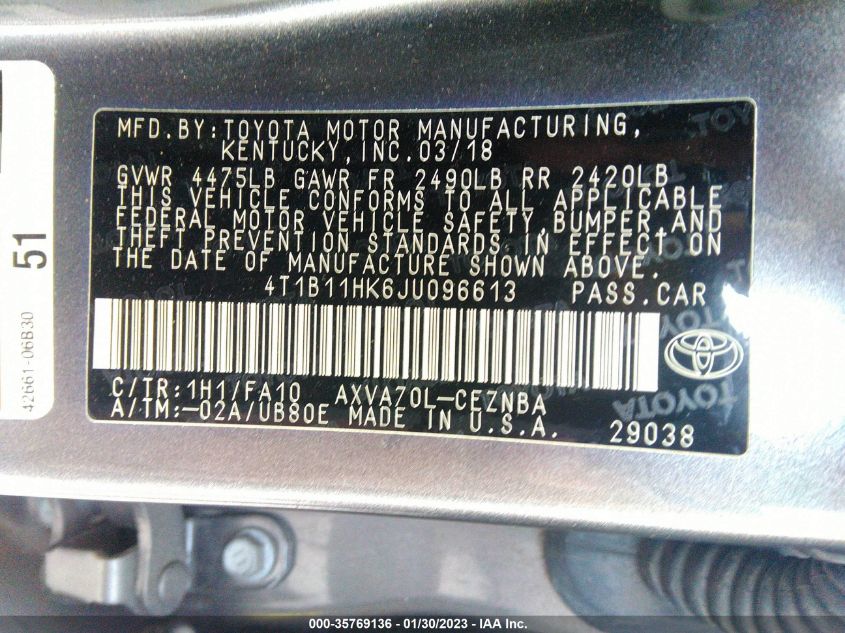 MFD.BY:TOYOTA MOTOR MANUFACTURING,
KENTUCKY,INC.03/18
GVWR 4475LB GAWR FR 2490LB RR 2420LB
THIS VEHICLE CONFORMS TO ALL APPLICABLE
FEDERAL MOTOR VEHICLE SAFETY,BUMPER,AND
THEFT PREVENTION STANDARDS IN EFFECT ON
THE DATE OF MANUFACTURE SHOWN ABOVE.
4T1B11HK6JU096613 PASS.CAR
C/TR:1H1/FA10 AXVA70L-CEZNBA
A/TM:-02A/UB80E MADE IN U.S.A. 29038
TOYOTA
TOYOTA
TOYOTA
51
42661-06B30
000-35769136 - 01/30/2023 - IAA Inc.